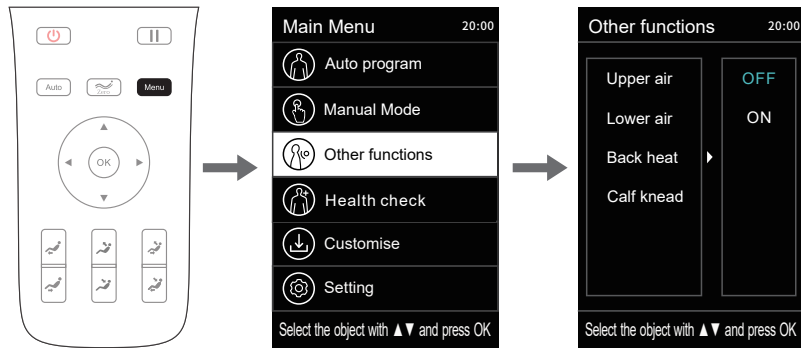 Auto
Zero
Menu
OK
Main Menu 20:00
Auto program
Manual Mode
Other functions
Health check
Customise
Setting
Select the object with ▲▼ and press OK
Other functions 20:00
Upper air
Lower air
Back heat
Calf knead
OFF
ON
Select the object with ▲▼ and press OK